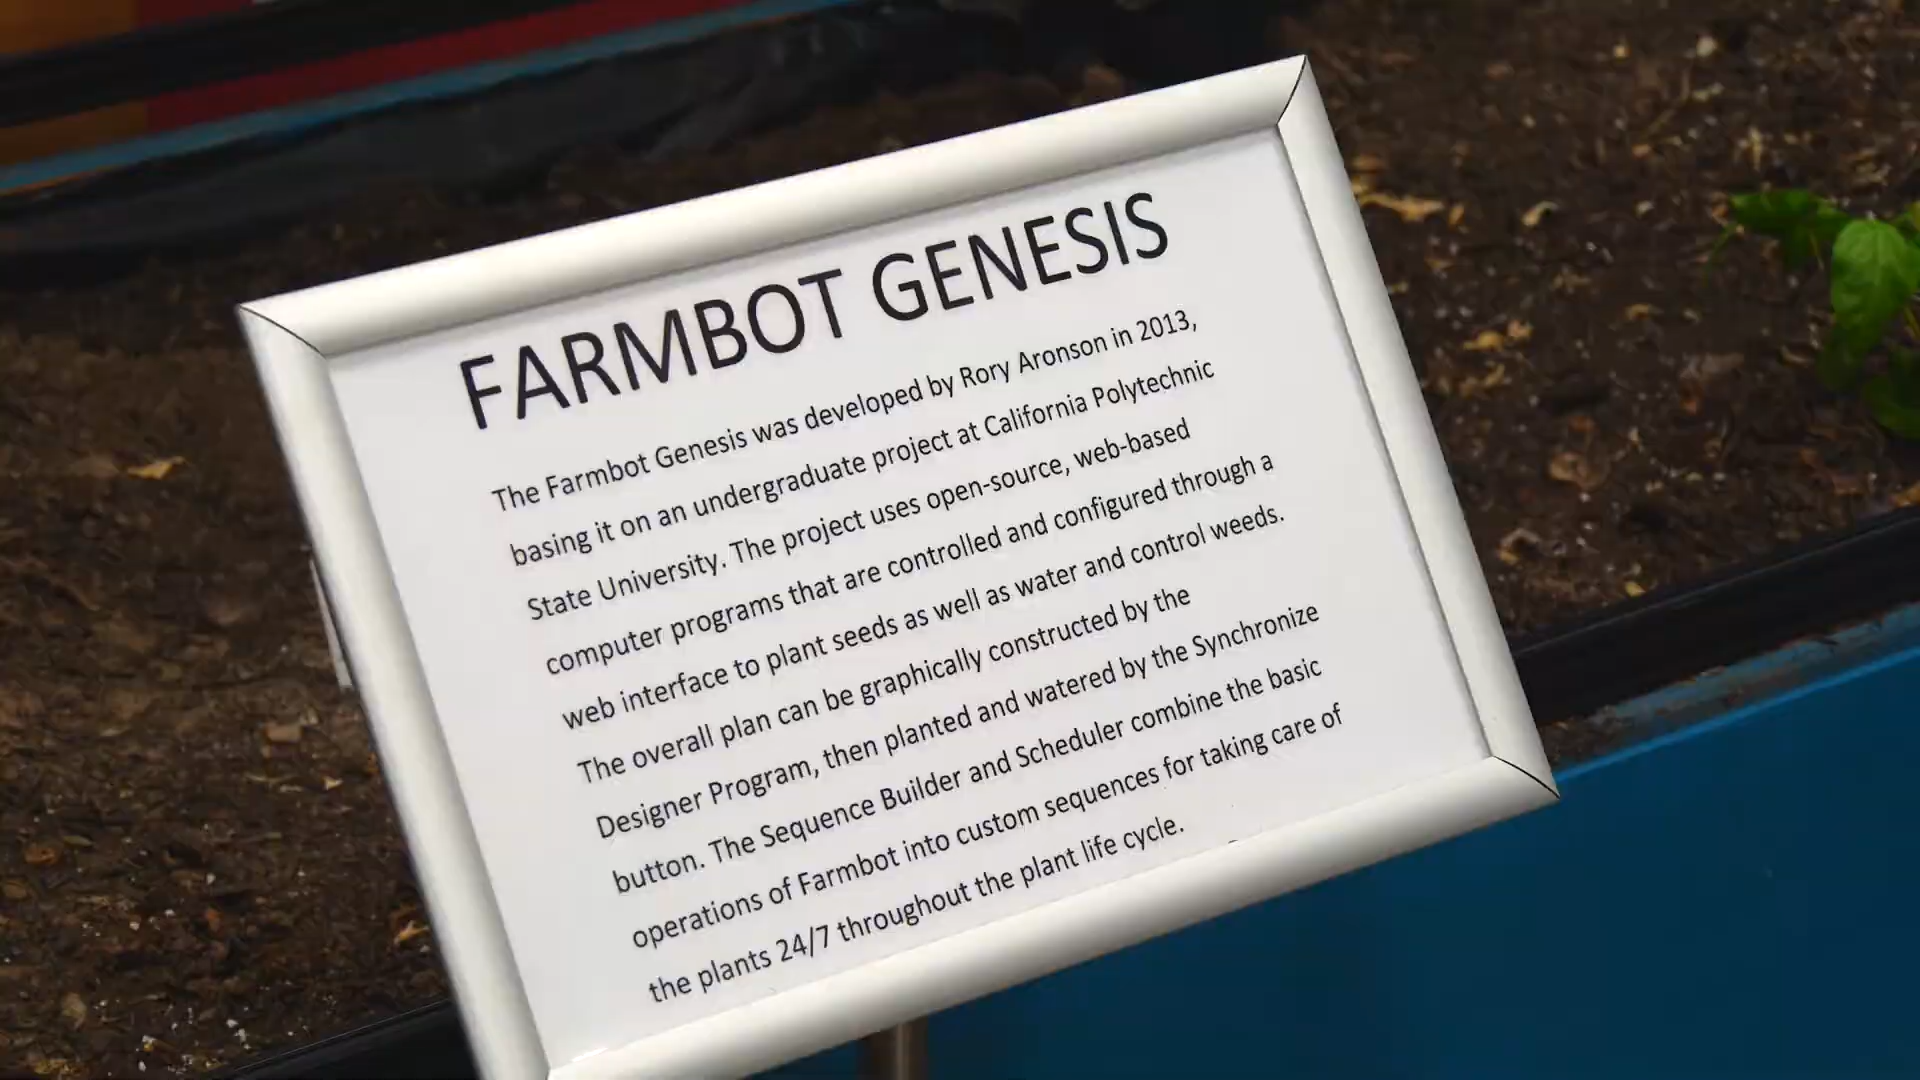 FARMBOT GENESIS
The Farmbot Genesis was developed by Rory Aronson in 2013,
basing it on an undergraduate project at California Polytechnic
State University. The project uses open-source, web-based
computer programs that are controlled and configured through a
web interface to plant seeds as well as water and control weeds.
The overall plan can be graphically constructed by the
Designer Program, then planted and watered by the Synchronize
button. The Sequence Builder and Scheduler combine the basic
operations of Farmbot into custom sequences for taking care of
the plants 24/7 throughout the plant life cycle.